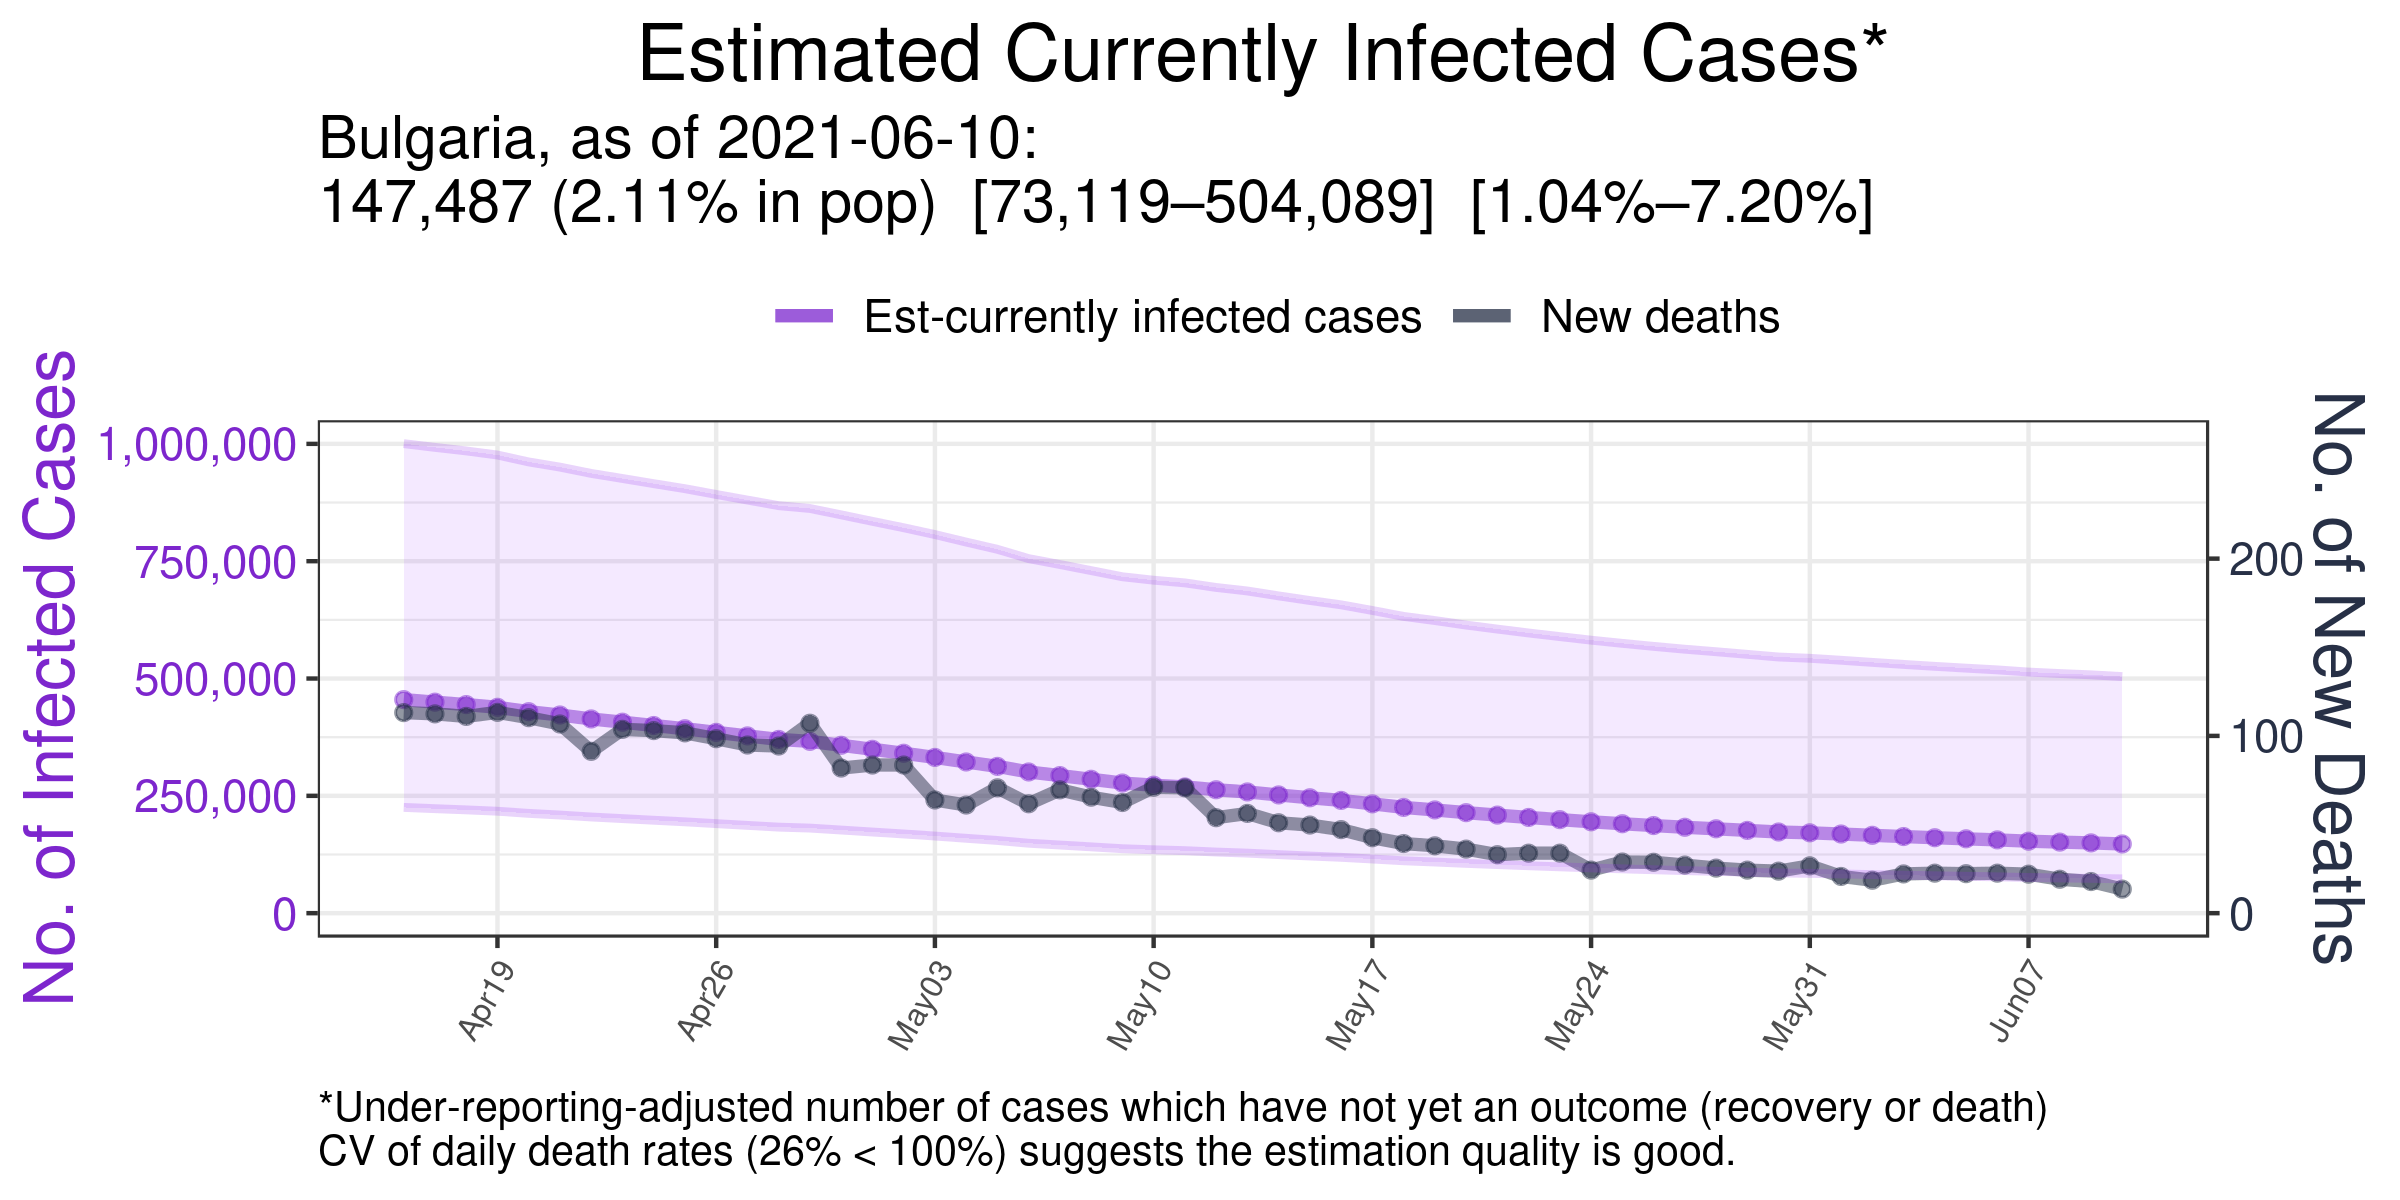 Estimated Currently Infected Cases*
Bulgaria, as of 2021-06-10:
147,487 (2.11% in pop)  [73,119–504,089]  [1.04%–7.20%]
Est-currently infected cases
New deaths
No. of Infected Cases
1,000,000
750,000
500,000
250,000
0
No. of New Deaths
200
100
0
Apr19
Apr26
May03
May10
May17
May24
May31
Jun07
*Under-reporting-adjusted number of cases which have not yet an outcome (recovery or death)
CV of daily death rates (26% < 100%) suggests the estimation quality is good.